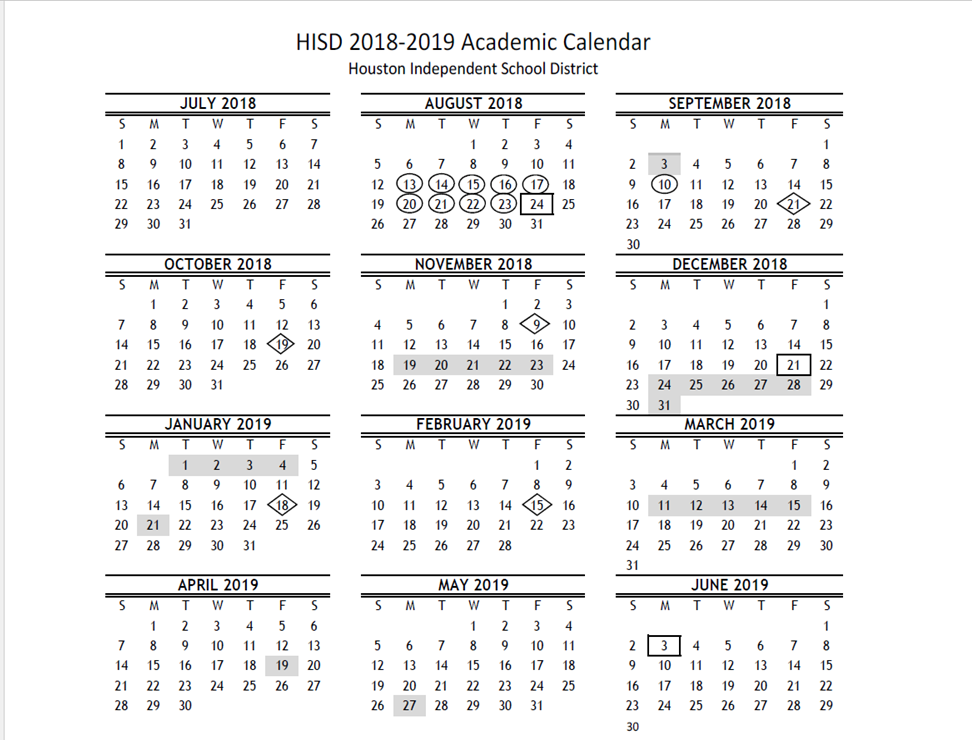 HISD 2018-2019 Academic Calendar
Houston Independent School District
JULY 2018
S M T W T F S
1 2 3 4 5 6 7
8 9 10 11 12 13 14
15 16 17 18 19 20 21
22 23 24 25 26 27 28
29 30 31
AUGUST 2018
S M T W T F S
1 2 3 4
5 6 7 8 9 10 11
12 13 14 15 16 17 18
19 20 21 22 23 24 25
26 27 28 29 30 31
SEPTEMBER 2018
S M T W T F S
1
2 3 4 5 6 7 8
9 10 11 12 13 14 15
16 17 18 19 20 21 22
23 24 25 26 27 28 29
30
OCTOBER 2018
S M T W T F S
1 2 3 4 5 6
7 8 9 10 11 12 13
14 15 16 17 18 19 20
21 22 23 24 25 26 27
28 29 30 31
NOVEMBER 2018
S M T W T F S
1 2 3
4 5 6 7 8 9 10
11 12 13 14 15 16 17
18 19 20 21 22 23 24
25 26 27 28 29 30
DECEMBER 2018
S M T W T F S
1
2 3 4 5 6 7 8
9 10 11 12 13 14 15
16 17 18 19 20 21 22
23 24 25 26 27 28 29
30 31
JANUARY 2019
S M T W T F S
1 2 3 4 5
6 7 8 9 10 11 12
13 14 15 16 17 18 19
20 21 22 23 24 25 26
27 28 29 30 31
FEBRUARY 2019
S M T W T F S
1 2
3 4 5 6 7 8 9
10 11 12 13 14 15 16
17 18 19 20 21 22 23
24 25 26 27 28
MARCH 2019
S M T W T F S
1 2
3 4 5 6 7 8 9
10 11 12 13 14 15 16
17 18 19 20 21 22 23
24 25 26 27 28 29 30
31
APRIL 2019
S M T W T F S
1 2 3 4 5 6
7 8 9 10 11 12 13
14 15 16 17 18 19 20
21 22 23 24 25 26 27
28 29 30
MAY 2019
S M T W T F S
1 2 3 4
5 6 7 8 9 10 11
12 13 14 15 16 17 18
19 20 21 22 23 24 25
26 27 28 29 30 31
JUNE 2019
S M T W T F S
1
2 3 4 5 6 7 8
9 10 11 12 13 14 15
16 17 18 19 20 21 22
23 24 25 26 27 28 29
30